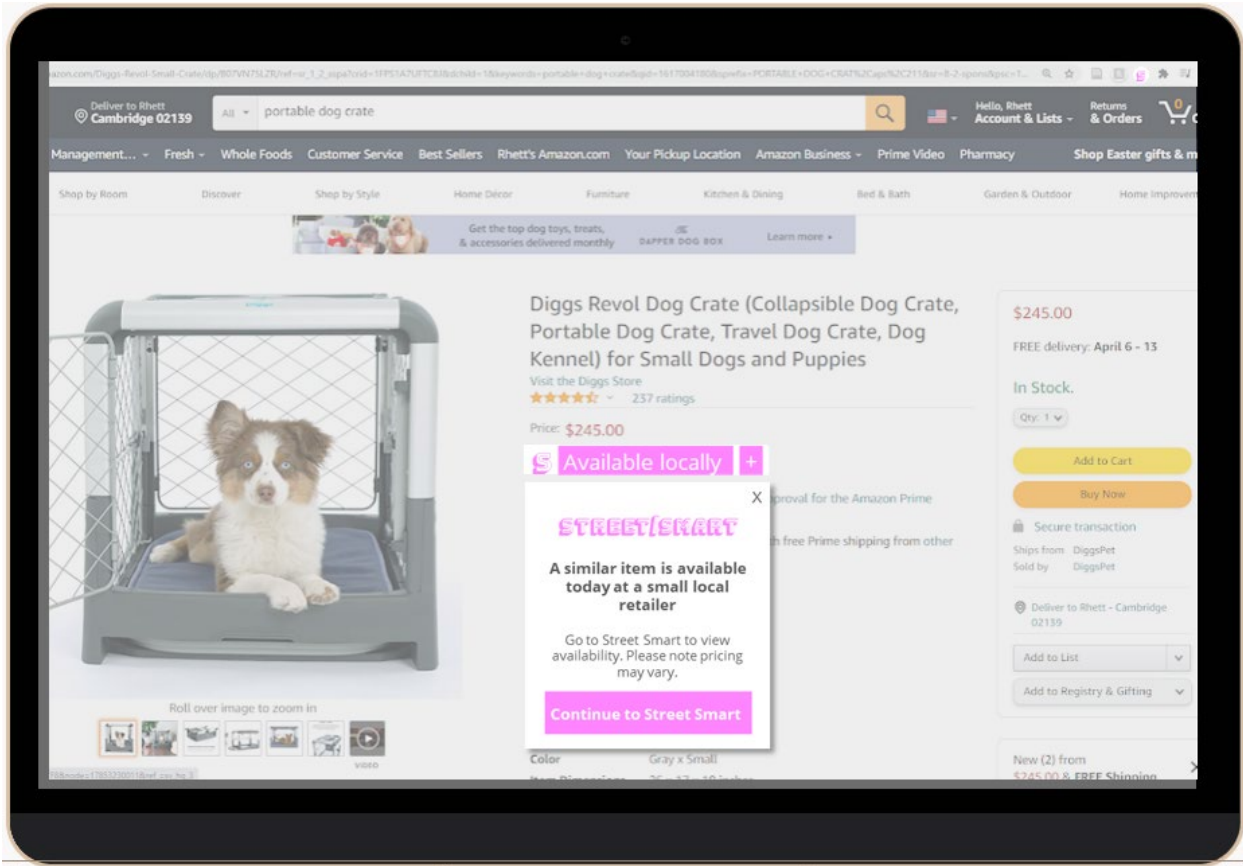 Deliver to Rhett
Cambridge 02139
All
portable dog crate
Hello, Rhett
Account & Lists
Returns
& Orders
0
Management...
Fresh
Whole Foods
Customer Service
Best Sellers
Rhett's Amazon.com
Your Pickup Location
Amazon Business
Prime Video
Pharmacy
Shop Easter gifts & m
Shop by Room
Discover
Shop by Style
Home Décor
Furniture
Kitchen & Dining
Bed & Bath
Garden & Outdoor
Home Improvem
Get the top dog toys, treats,
& accessories delivered monthly
DAPPER DOG BOX
Learn more
Diggs
Diggs Revol Dog Crate (Collapsible Dog Crate,
Portable Dog Crate, Travel Dog Crate, Dog
Kennel) for Small Dogs and Puppies
Visit the Diggs Store
237 ratings
Price: $245.00
S Available locally +
pproval for the Amazon Prime
h free Prime shipping from other
X
STREET/SMART
A similar item is available
today at a small local
retailer
Go to Street Smart to view
availability. Please note pricing
may vary.
Continue to Street Smart
Color Gray x Small
Roll over image to zoom in
VIDEO
$245.00
FREE delivery: April 6 - 13
In Stock.
Qty: 1
Add to Cart
Buy Now
Secure transaction
Ships from DiggsPet
Sold by DiggsPet
Deliver to Rhett - Cambridge
02139
Add to List
Add to Registry & Gifting
New (2) from
$245.00 & FREE Shipping